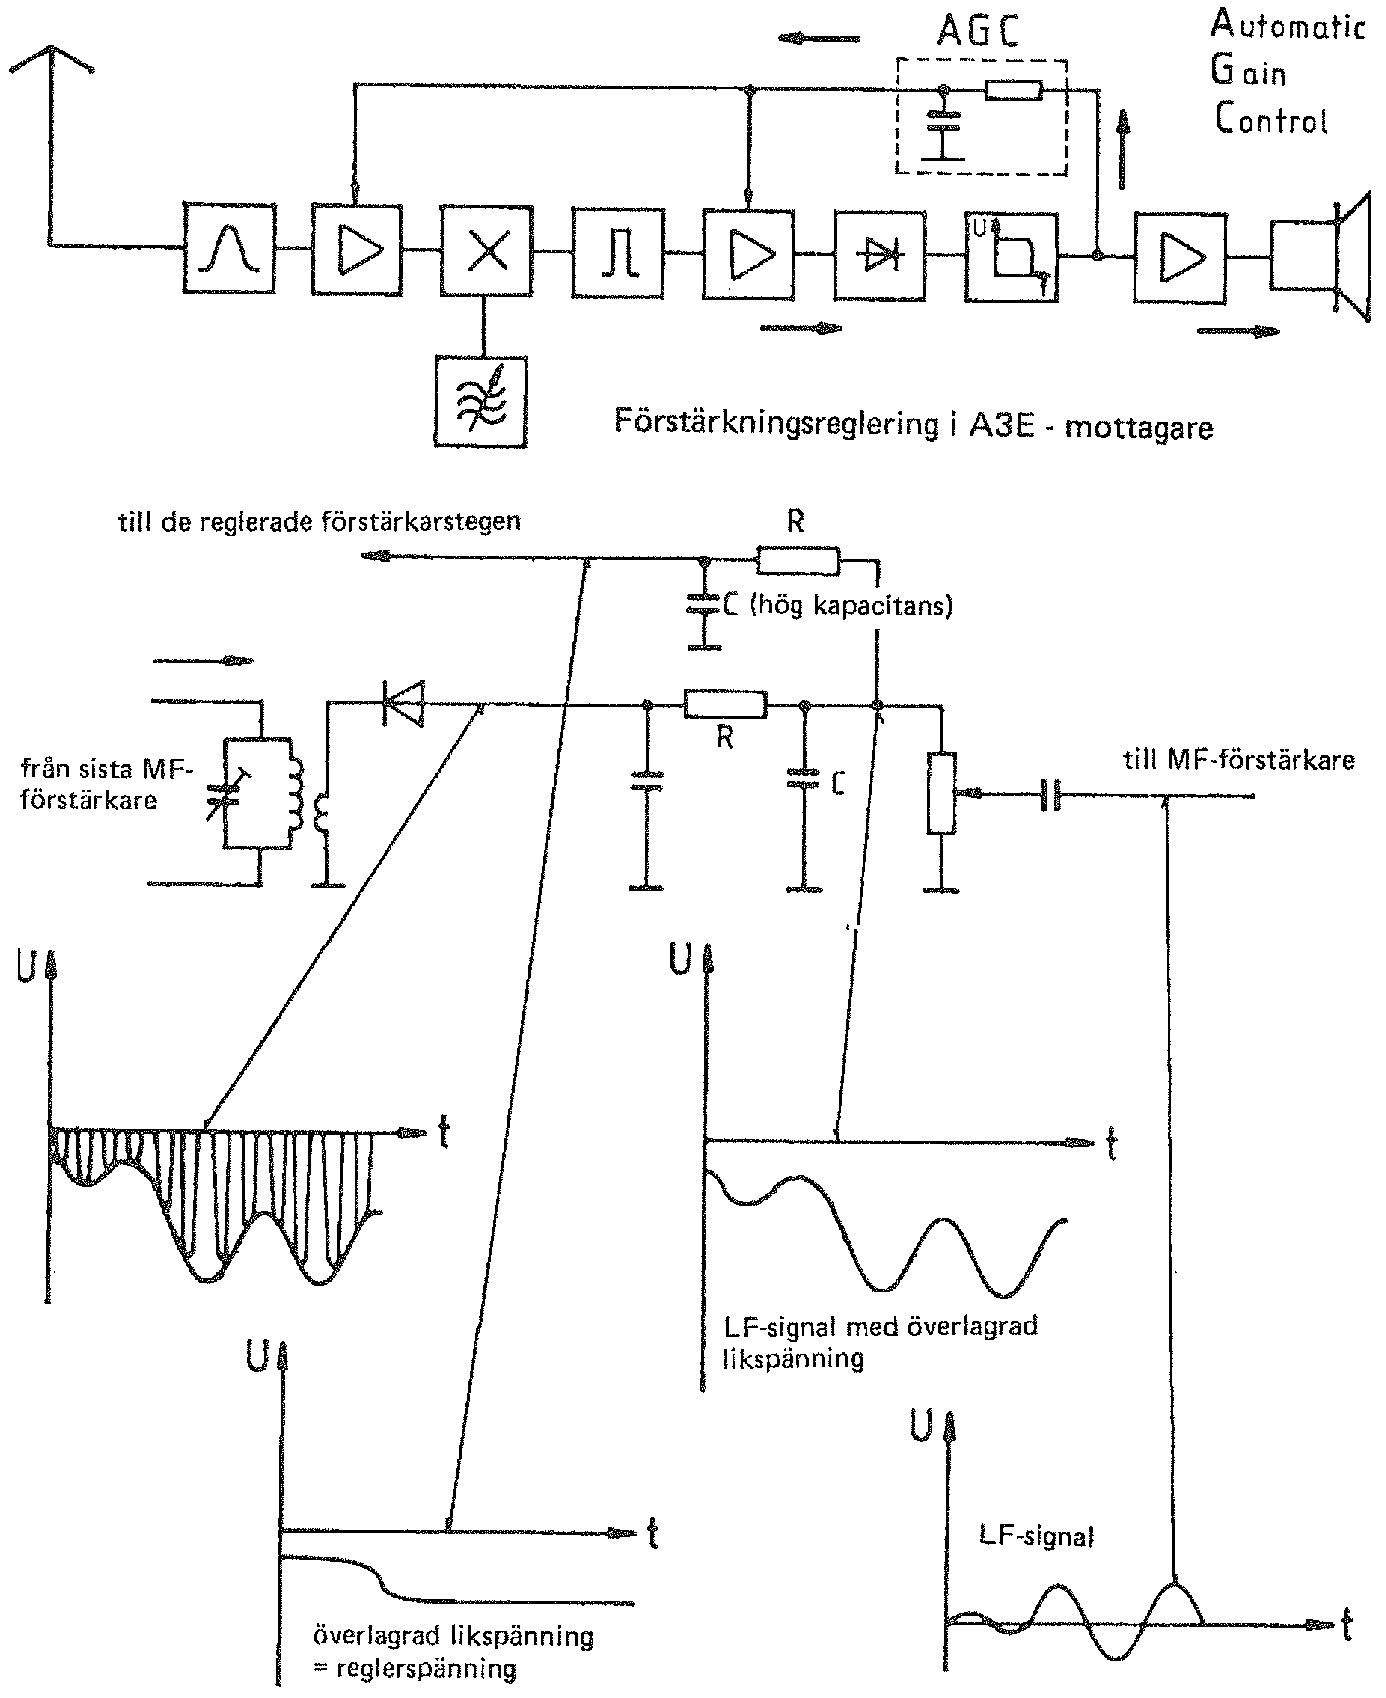 AGC
Automatic
Gain
Control
U
f
Förstärkningsreglering i A3E - mottagare
till de reglerade förstärkarstegen
R
C (hög kapacitans)
R
från sista MF-
förstärkare
C
till MF-förstärkare
U
t
U
t
LF-signal med överlagrad
likspänning
U
t
överlagrad likspänning
= reglerspänning
U
LF-signal
t